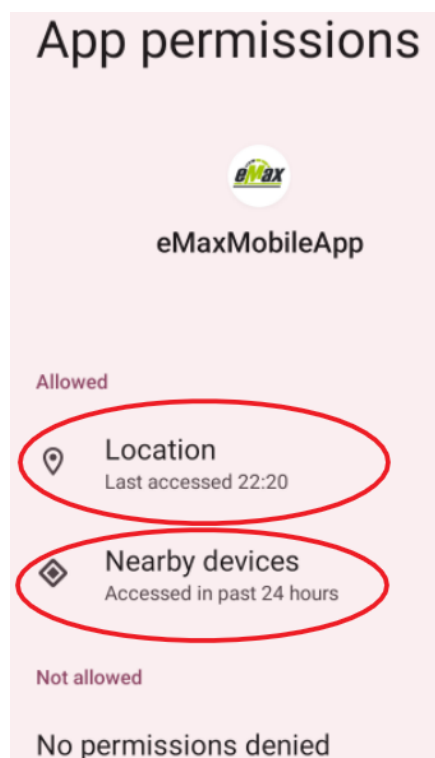 App permissions
eMax
eMaxMobileApp
Allowed
Location
Last accessed 22:20
Nearby devices
Accessed in past 24 hours
Not allowed
No permissions denied